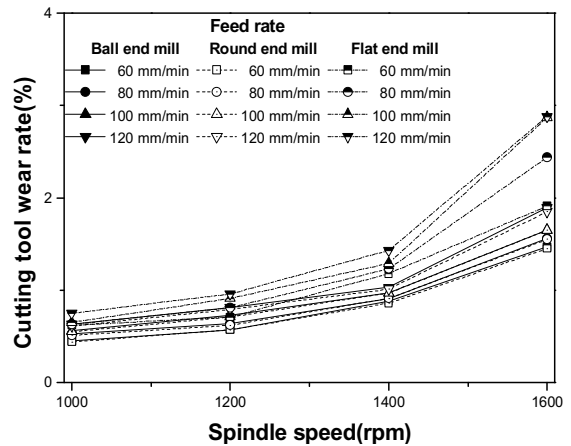 Feed rate
Ball end mill Round end mill Flat end mill
60 mm/min 60 mm/min 60 mm/min
80 mm/min 80 mm/min 80 mm/min
100 mm/min 100 mm/min 100 mm/min
120 mm/min 120 mm/min 120 mm/min
Cutting tool wear rate(%)
4
2
0
1000 1200 1400 1600
Spindle speed(rpm)